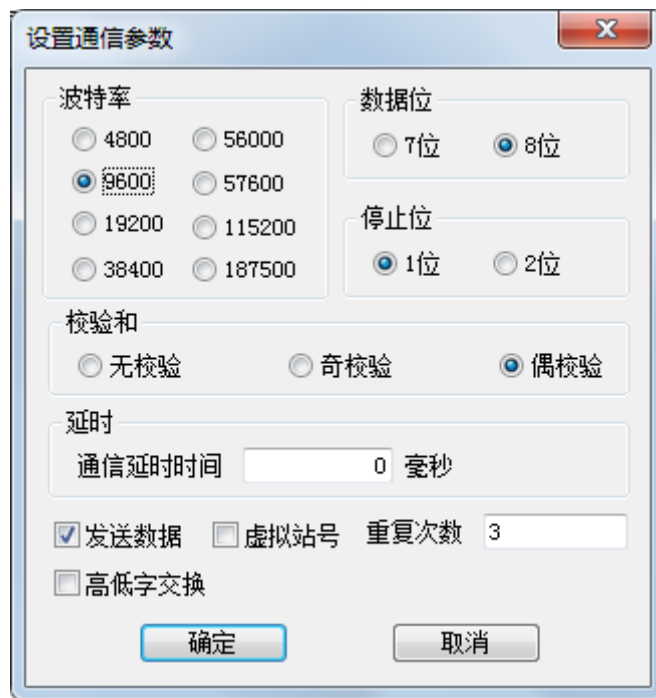 设置通信参数
波特率
4800 56000
9600 57600
19200 115200
38400 187500
数据位
7位 8位
停止位
1位 2位
校验和
无校验 奇校验 偶校验
延时
通信延时时间 0 毫秒
发送数据 虚拟站号 重复次数 3
高低字交换
确定 取消